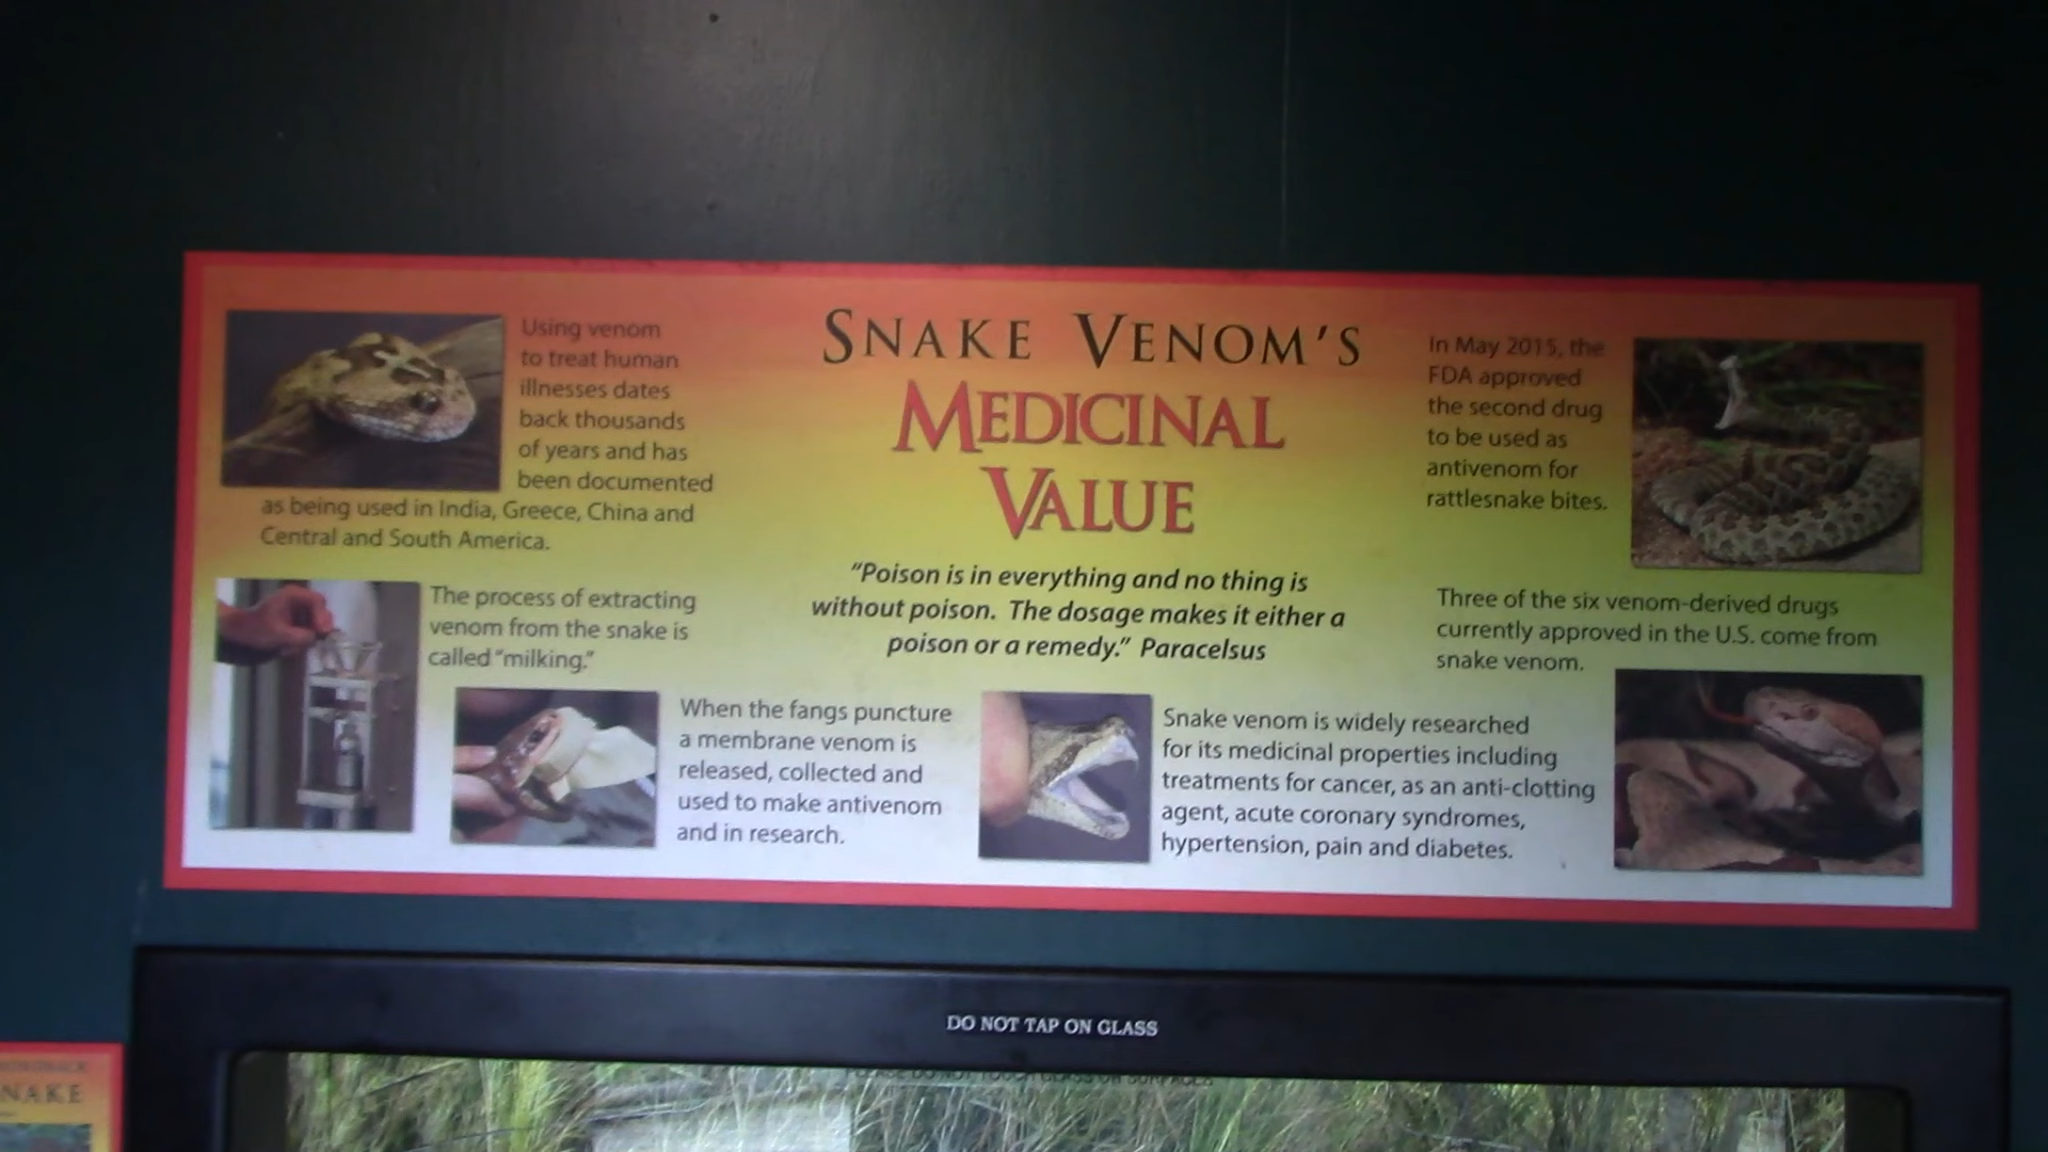 SNAKE VENOM'S
MEDICINAL
VALUE
"Poison is in everything and no thing is
without poison. The dosage makes it either a
poison or a remedy." Paracelsus
Using venom
to treat human
illnesses dates
back thousands
of years and has
been documented
as being used in India, Greece, China and
Central and South America.
The process of extracting
venom from the snake is
called "milking."
When the fangs puncture
a membrane venom is
released, collected and
used to make antivenom
and in research.
Snake venom is widely researched
for its medicinal properties including
treatments for cancer, as an anti-clotting
agent, acute coronary syndromes,
hypertension, pain and diabetes.
In May 2015, the
FDA approved
the second drug
to be used as
antivenom for
rattlesnake bites.
Three of the six venom-derived drugs
currently approved in the U.S. come from
snake venom.
DO NOT TAP ON GLASS